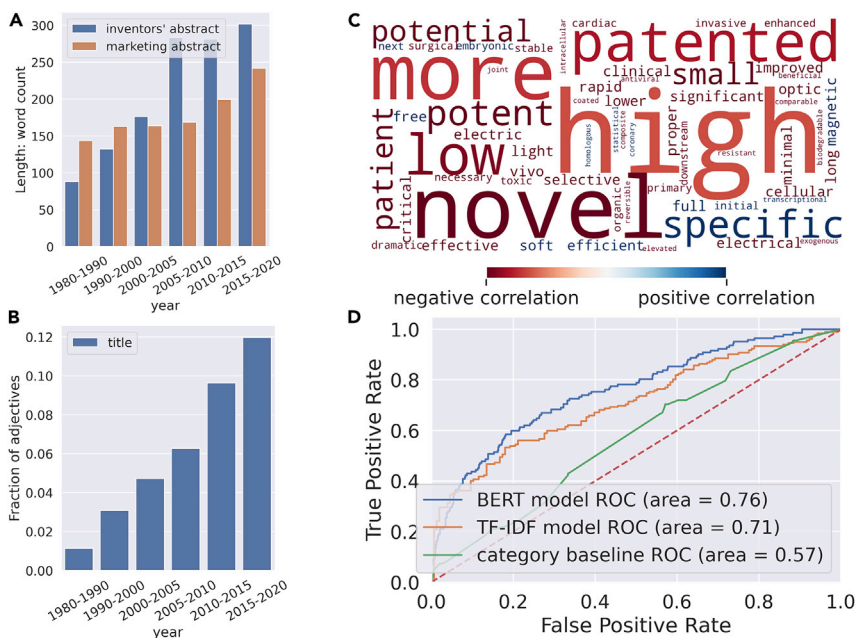 A
inventors' abstract
marketing abstract
Length: word count
300
250
200
150
100
50
0
1980-1990
1990-2000
2000-2005
2005-2010
2010-2015
2015-2020
year
B
title
Fraction of adjectives
0.12
0.10
0.08
0.06
0.04
0.02
0.00
1980-1990
1990-2000
2000-2005
2005-2010
2010-2015
2015-2020
year
C
potential
cardiac
invasive enhanced
patented
next surgical embryonic stable
intracellular
more
joint
clinical
antiviral
small
improved
beneficial
rapid
optic
coated
lower
significant
comparable
potent
high
patient
free
electric
low
light
vivo
necessary
toxic
selective
homologous
statistical
composite
coronary
proper
downstream
resistant
minimal
biodegradable
long
magnetic
primary
cellular
critical
novel
organic
reversible
full
initial
transcriptional
specific
dramatic
effective
soft
efficient
elevated
electrical
exogenous
negative correlation
positive correlation
D
True Positive Rate
1.0
0.8
0.6
0.4
0.2
0.0
BERT model ROC (area = 0.76)
TF-IDF model ROC (area = 0.71)
category baseline ROC (area = 0.57)
0.0
0.2
0.4
0.6
0.8
1.0
False Positive Rate